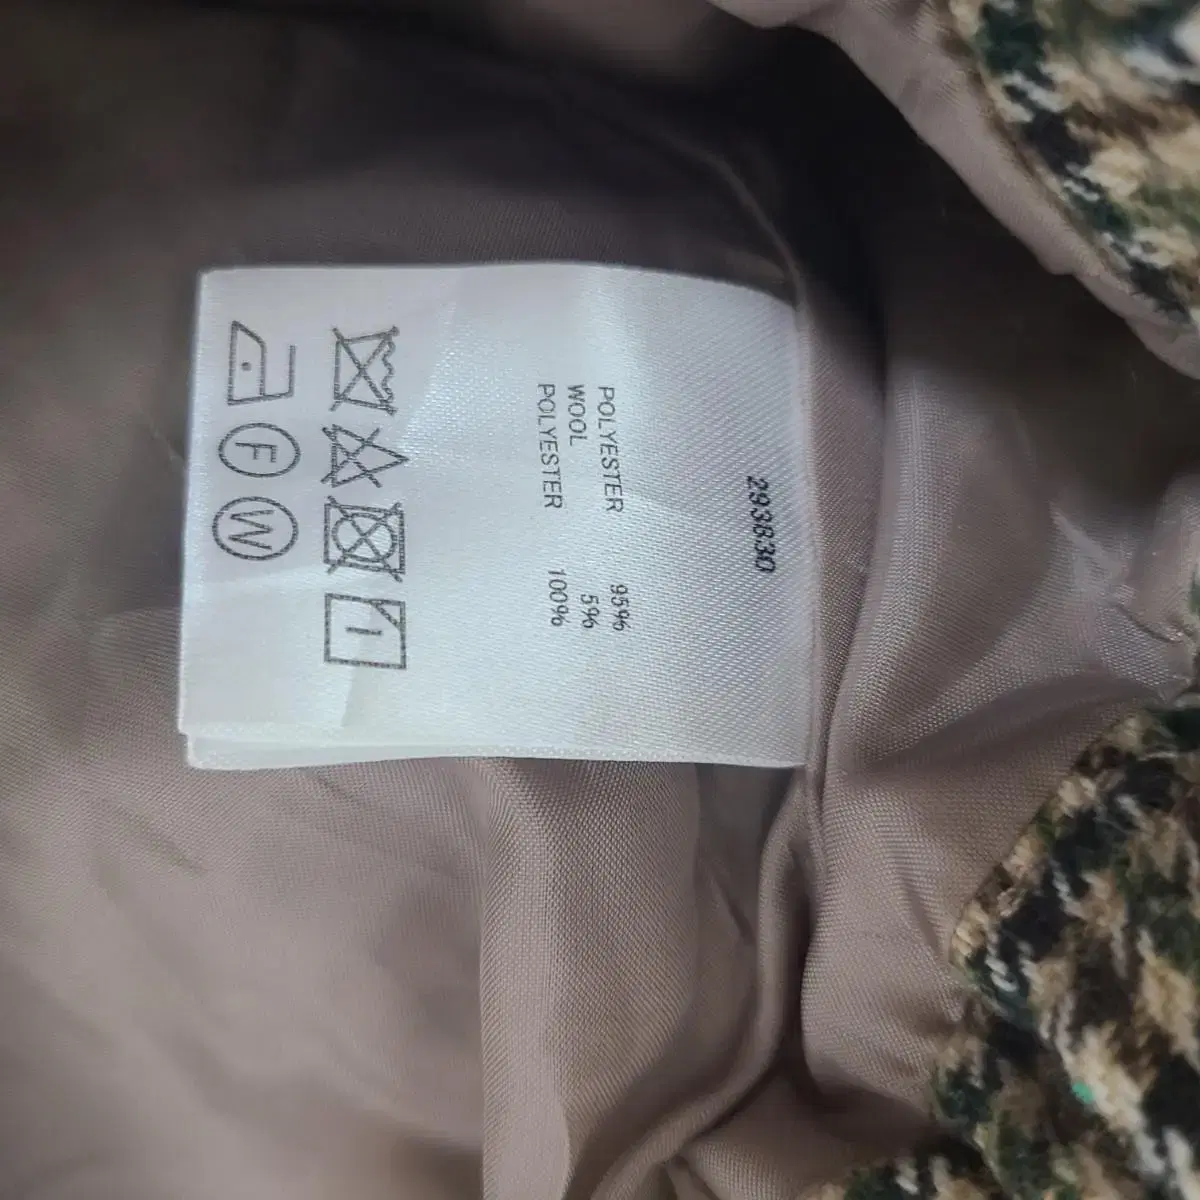 293830
POLYESTER 95%
WOOL 5%
POLYESTER 100%
F
W